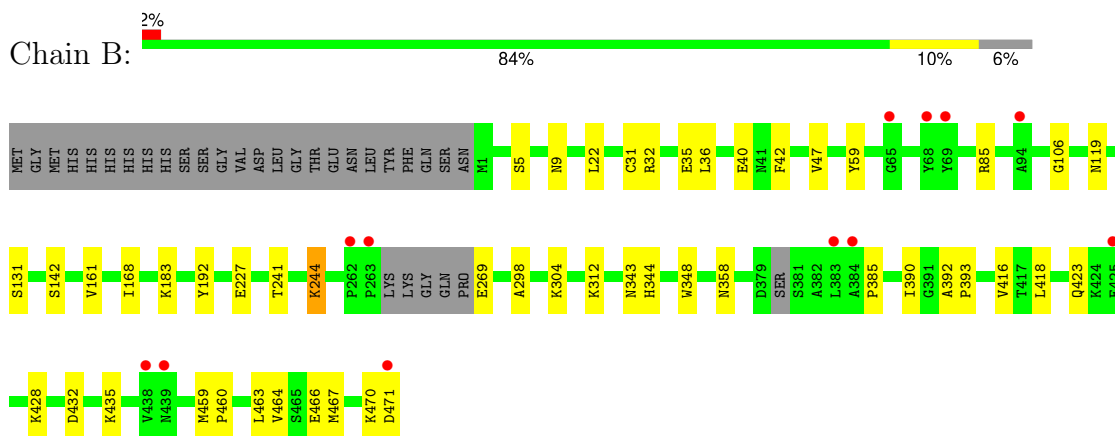 2%
Chain B:
84% 10% 6%
MET GLY MET HIS HIS HIS HIS HIS HIS SER SER GLY VAL ASP LEU GLY THR GLU ASN LEU TYR PHE GLN SER ASN M1 S5 N9 L22 C31 R32 E35 L36 E40 N41 F42 V47 Y59 G65 Y68 Y69 R85 A94 G106 N119
S131 S142 V161 I168 K183 Y192 E227 T241 K244 P262 P263 LYS LYS GLY GLN PRO E269 A298 K304 K312 N343 H344 W348 N358 D379 SER S381 A382 L383 A384 P385 I390 G391 A392 P393 V416 T417 L418 Q423 K424
K428 D432 K435 V438 N439 M459 P460 L463 V464 S465 E466 M467 K470 D471